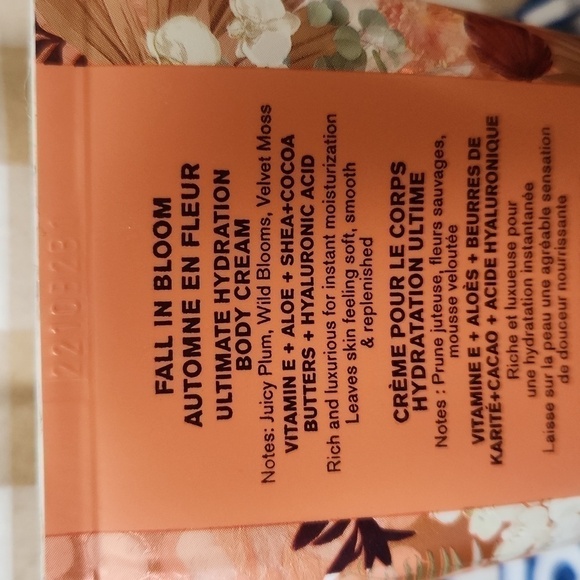 FALL IN BLOOM
AUTOMNE EN FLEUR
ULTIMATE HYDRATION
BODY CREAM
Notes: Juicy Plum, Wild Blooms, Velvet Moss
VITAMIN E + ALOE + SHEA+COCOA
BUTTERS + HYALURONIC ACID
Rich and luxurious for instant moisturization
Leaves skin feeling soft, smooth
& replenished
CRÈME POUR LE CORPS
HYDRATATION ULTIME
Notes : Prune juteuse, fleurs sauvages,
mousse veloutée
VITAMINE E + ALOÈS + BEURRES DE
KARITÉ+CACAO + ACIDE HYALURONIQUE
Riche et luxueuse pour
une hydratation instantanée
Laisse sur la peau une agréable sensation
de douceur nourrissante